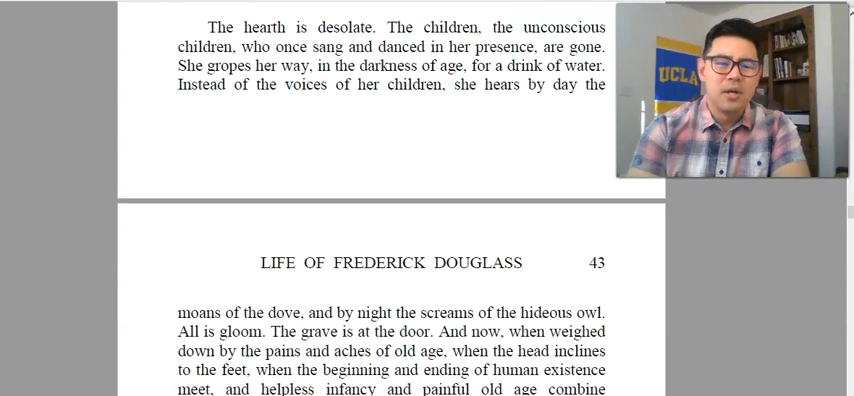 The hearth is desolate. The children, the unconscious
children, who once sang and danced in her presence, are gone.
She gropes her way, in the darkness of age, for a drink of water.
Instead of the voices of her children, she hears by day the
UCLA
LIFE OF FREDERICK DOUGLASS 43
moans of the dove, and by night the screams of the hideous owl.
All is gloom. The grave is at the door. And now, when weighed
down by the pains and aches of old age, when the head inclines
to the feet, when the beginning and ending of human existence
meet, and helpless infancy and painful old age combine